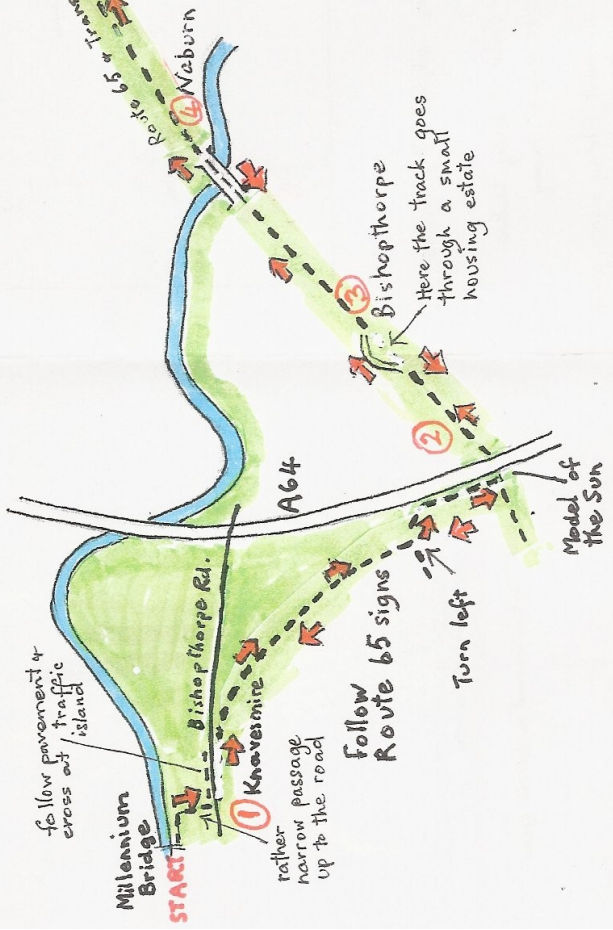 Millennium
Bridge
START
follow pavement +
cross at traffic
island
Bishopthorpe Rd.
① Knavesmire
rather
narrow passage
up to the road
Follow
Route 65 signs
Turn left
A64
Model of
the Sun
②
③
Bishopthorpe
Here the track goes
through a small
housing estate
④ Naburn
Route 65 + Trans